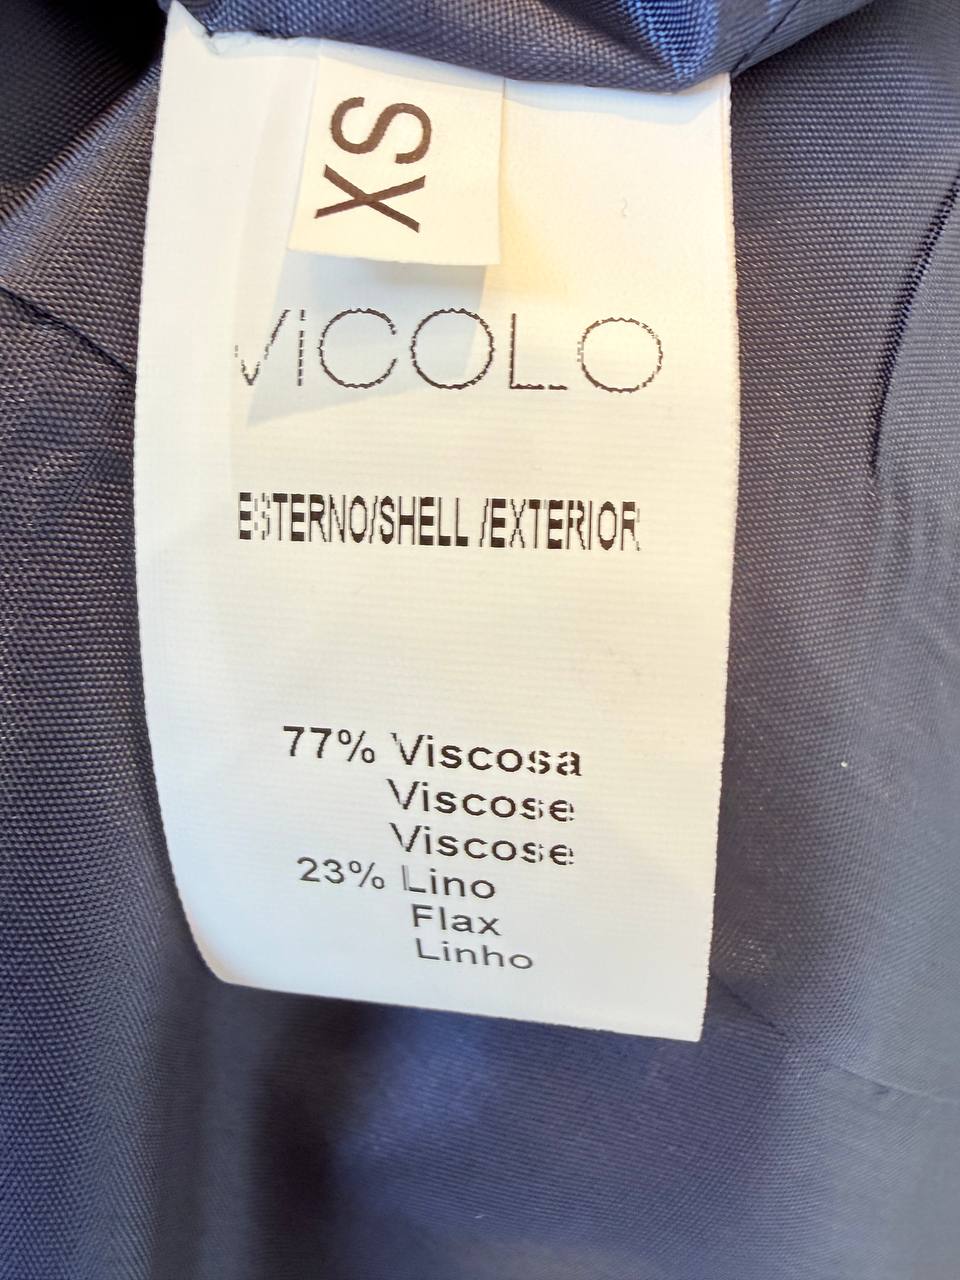 XS
VICOLO
ESTERNO/SHELL /EXTERIOR
77% Viscosa
Viscose
Viscose
23% Lino
Flax
Linho